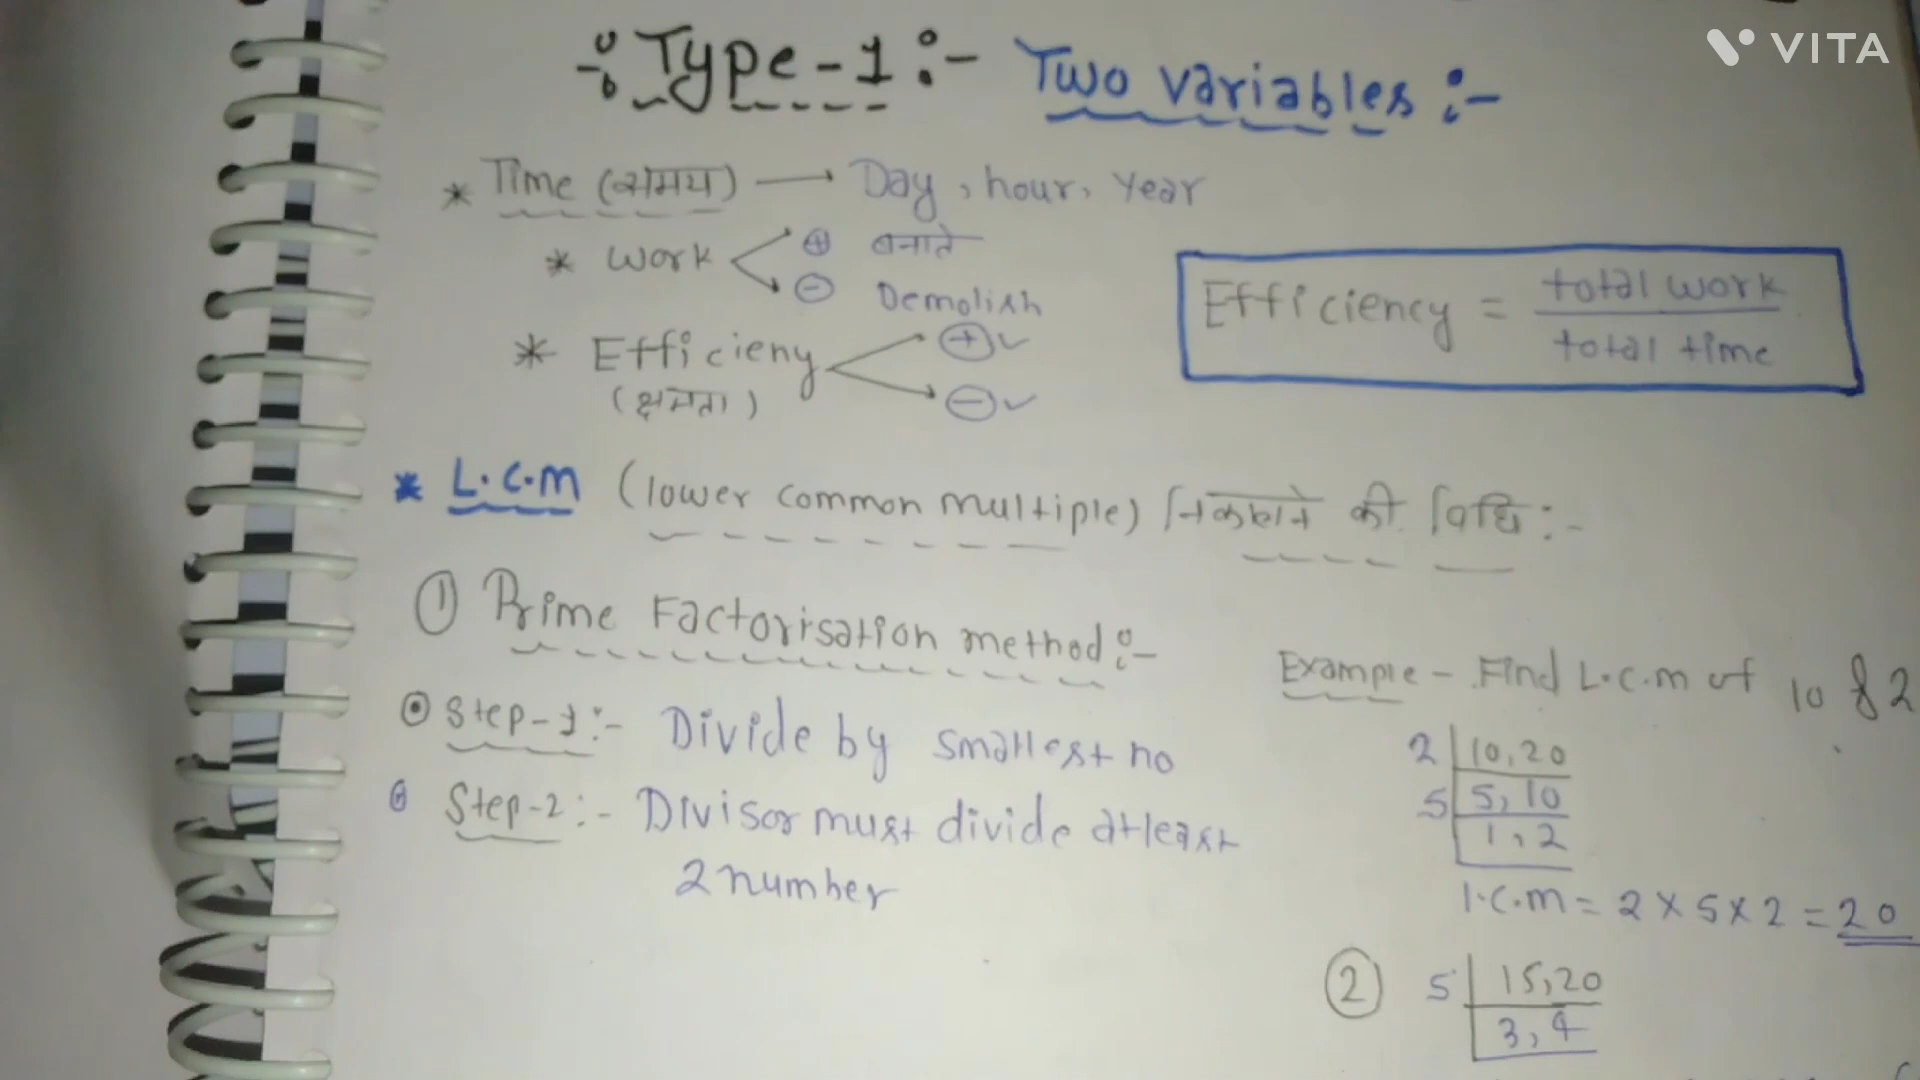 VITA
Type-1:- Two Variables :-
* Time (समय) → Day, hour, Year
* Work
⊕ बनाते
⊖ Demolish
* Efficieny (क्षमता)
⊕✓
⊖✓
Efficiency = total work / total time
* L.C.M (lower common multiple) निकालने की विधि:-
① Prime Factorisation method:-
Step-1:- Divide by smallest no
Step-2:- Divisor must divide atleast
2 number
Example - Find L.C.M of 10 & 2
2 | 10, 20
5 | 5, 10
1, 2
L.C.M = 2 × 5 × 2 = 20
② 5 | 15, 20
3, 4